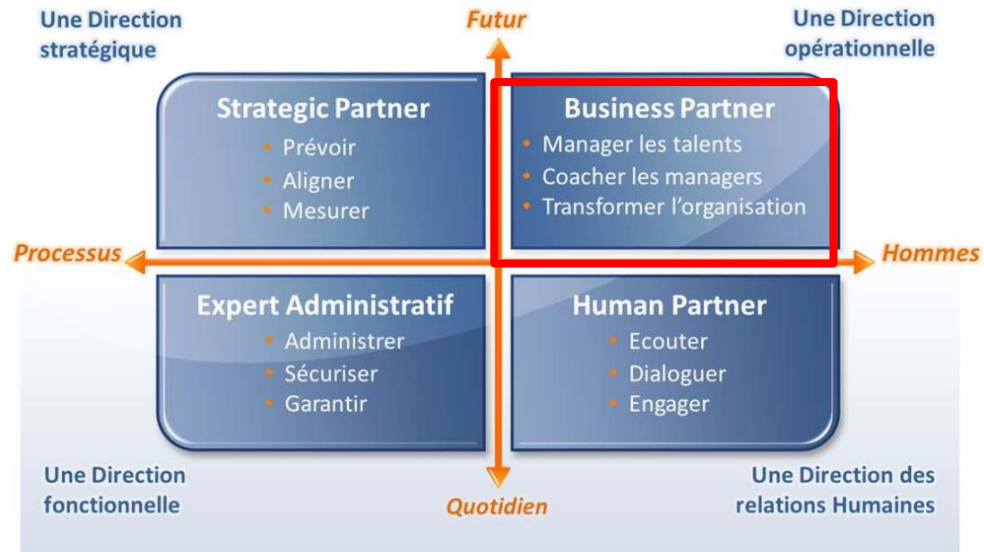 Une Direction
stratégique
Futur
Une Direction
opérationnelle
Strategic Partner
• Prévoir
• Aligner
• Mesurer
Business Partner
• Manager les talents
• Coacher les managers
• Transformer l'organisation
Processus
Hommes
Expert Administratif
• Administrer
• Sécuriser
• Garantir
Human Partner
• Ecouter
• Dialoguer
• Engager
Une Direction
fonctionnelle
Quotidien
Une Direction des
relations Humaines